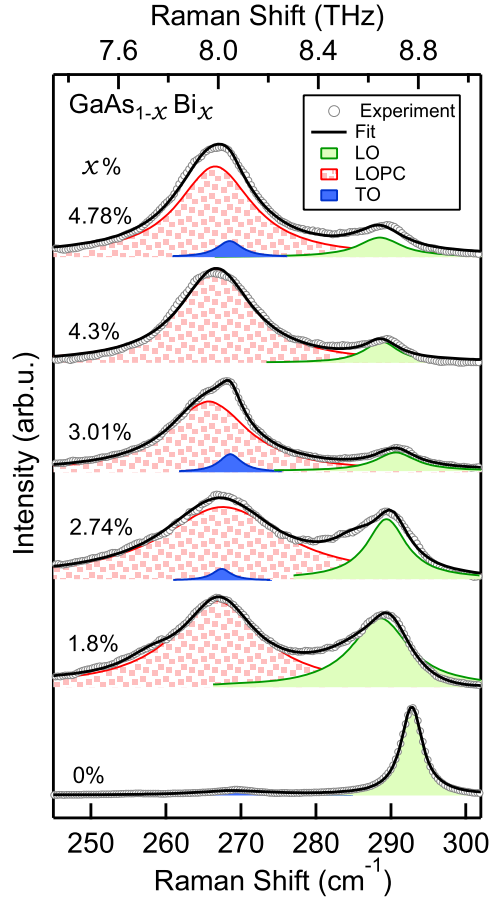 Raman Shift (THz)
7.6 8.0 8.4 8.8
GaAs1-x Bix
Experiment
Fit
LO
LOPC
TO
x %
4.78%
4.3%
3.01%
2.74%
1.8%
0%
Intensity (arb.u.)
250 260 270 280 290 300
Raman Shift (cm-1)